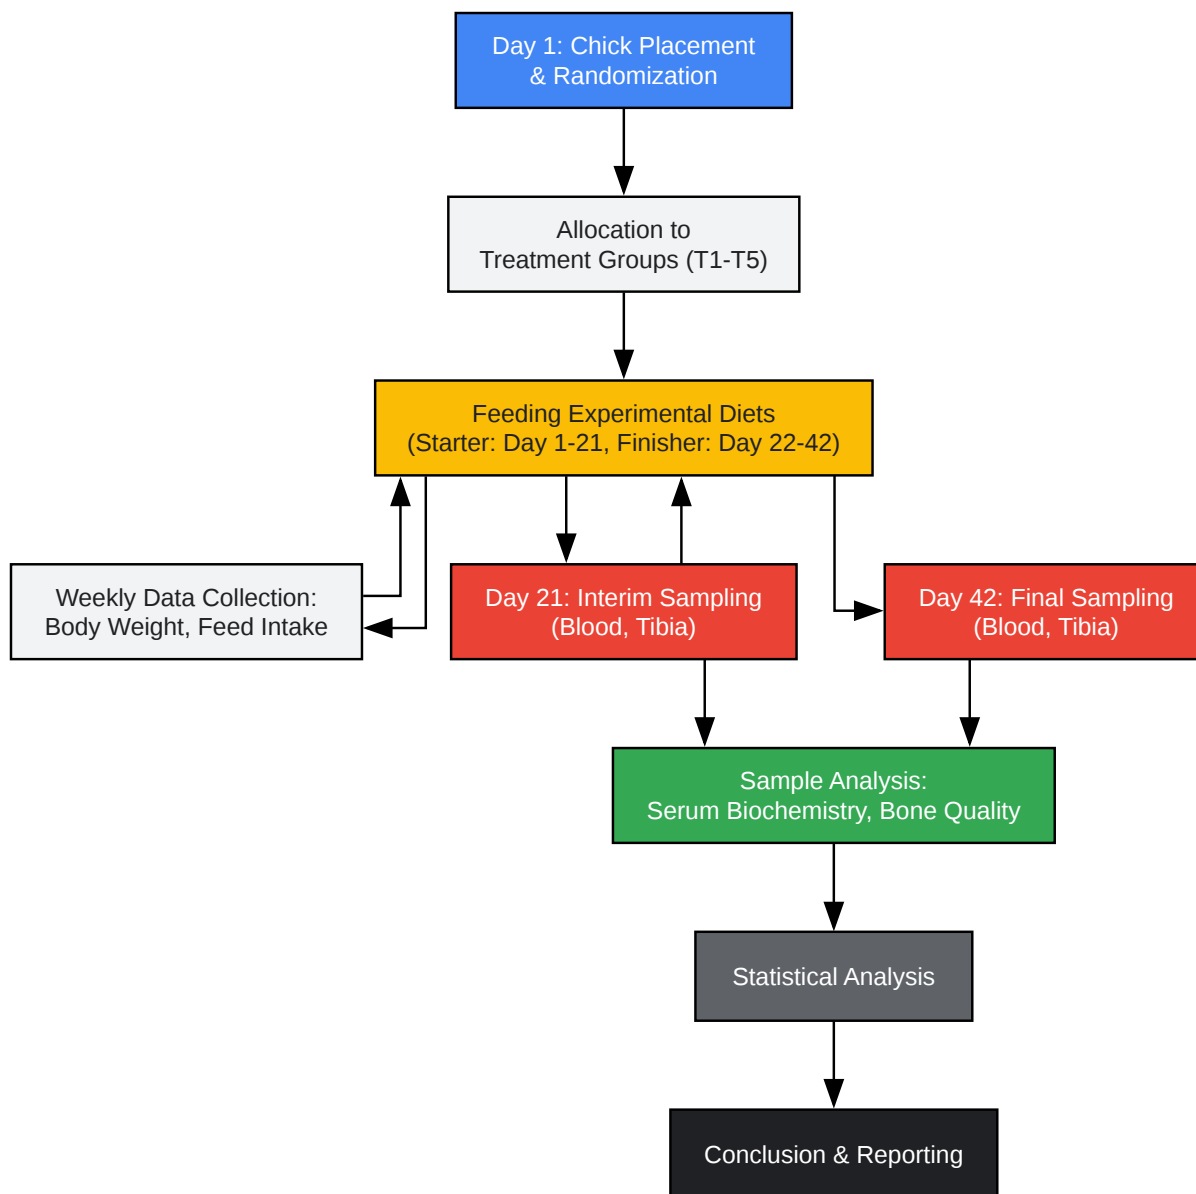 Day 1: Chick Placement
& Randomization
Allocation to
Treatment Groups (T1-T5)
Feeding Experimental Diets
(Starter: Day 1-21, Finisher: Day 22-42)
Weekly Data Collection:
Body Weight, Feed Intake
Day 21: Interim Sampling
(Blood, Tibia)
Day 42: Final Sampling
(Blood, Tibia)
Sample Analysis:
Serum Biochemistry, Bone Quality
Statistical Analysis
Conclusion & Reporting